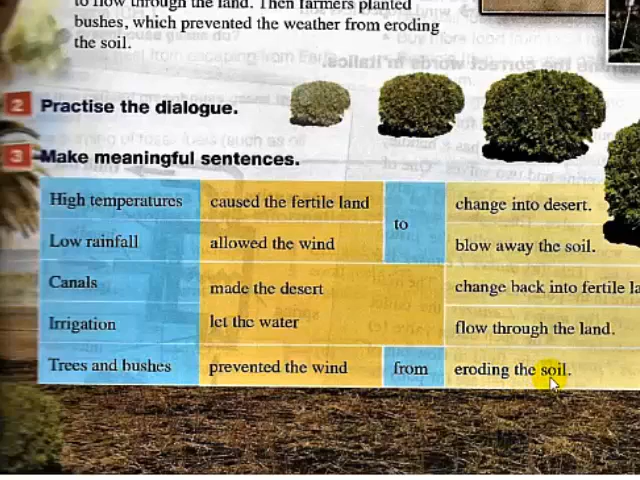 to flow through the land. Then farmers planted
bushes, which prevented the weather from eroding
the soil.
2 Practise the dialogue.
3 Make meaningful sentences.
High temperatures caused the fertile land to change into desert.
Low rainfall allowed the wind blow away the soil.
Canals made the desert change back into fertile la
Irrigation let the water flow through the land.
Trees and bushes prevented the wind from eroding the soil.